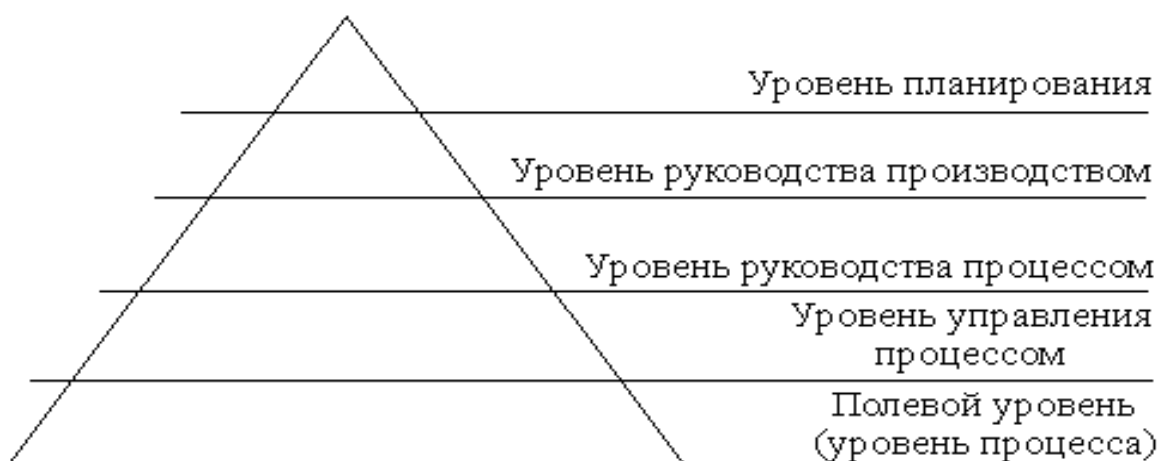 Уровень планирования
Уровень руководства производством
Уровень руководства процессом
Уровень управления
процессом
Полевой уровень
(уровень процесса)